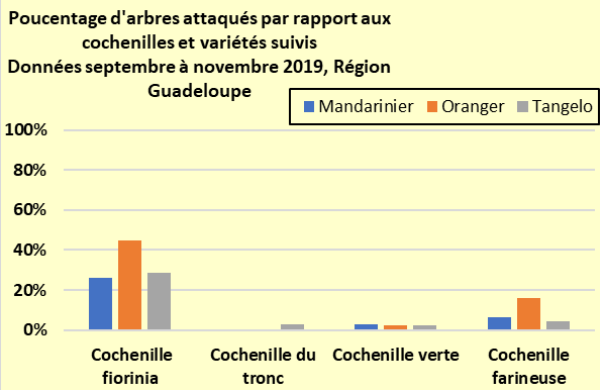 Poucentage d'arbres attaqués par rapport aux
cochenilles et variétés suivis
Données septembre à novembre 2019, Région
Guadeloupe
Mandarinier Oranger Tangelo
100%
80%
60%
40%
20%
0%
Cochenille fiorinia
Cochenille du tronc
Cochenille verte
Cochenille farineuse